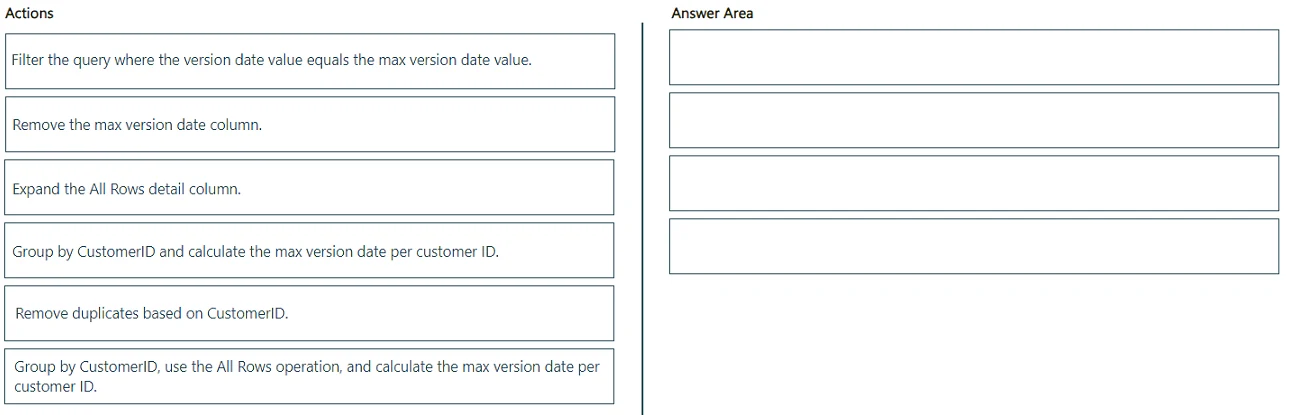 Actions
Answer Area
Filter the query where the version date value equals the max version date value.
Remove the max version date column.
Expand the All Rows detail column.
Group by CustomerID and calculate the max version date per customer ID.
Remove duplicates based on CustomerID.
Group by CustomerID, use the All Rows operation, and calculate the max version date per
customer ID.